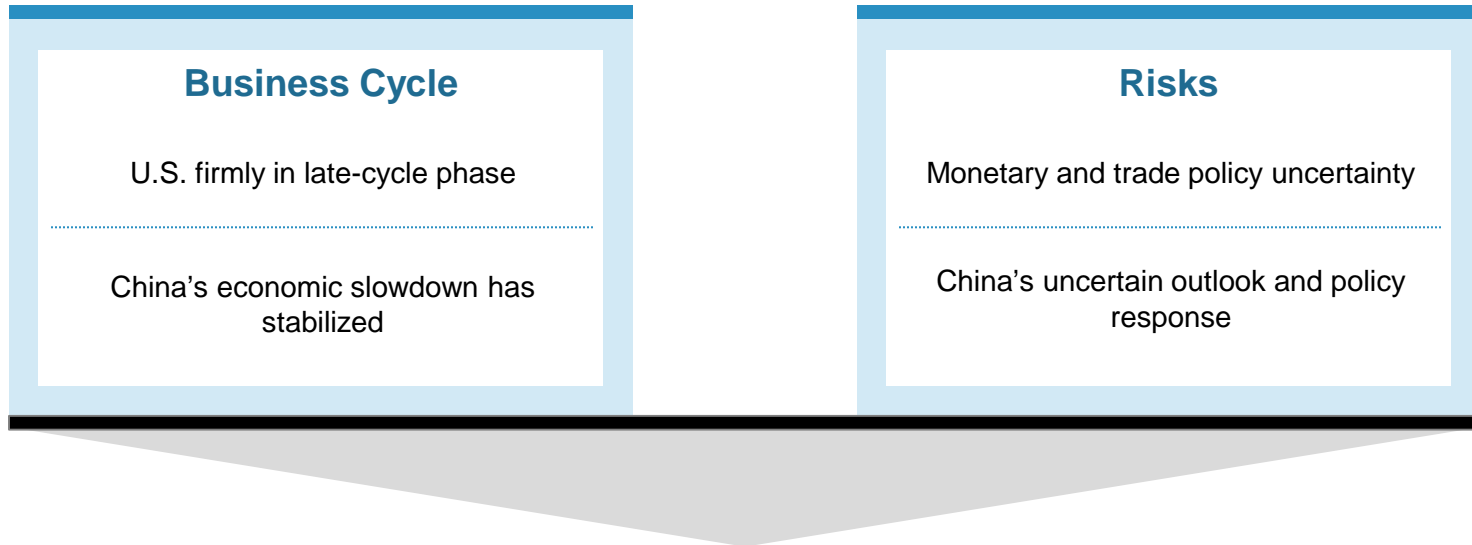 Business Cycle
U.S. firmly in late-cycle phase
China’s economic slowdown has
stabilized
Risks
Monetary and trade policy uncertainty
China’s uncertain outlook and policy
response